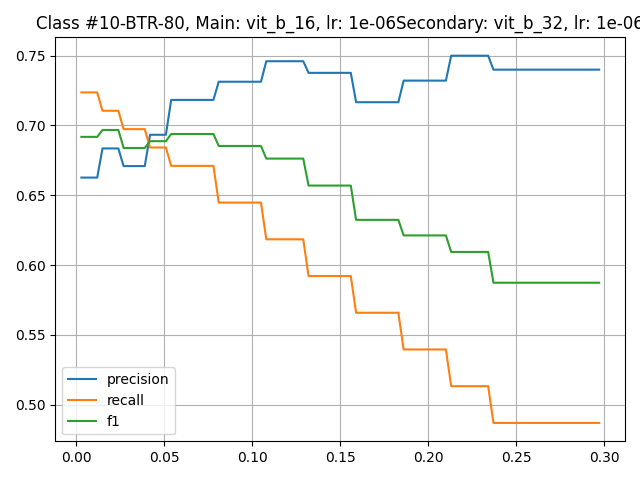 Class #10-BTR-80, Main: vit_b_16, lr: 1e-06Secondary: vit_b_32, lr: 1e-06
0.75
0.70
0.65
0.60
0.55
0.50
precision
recall
f1
0.00 0.05 0.10 0.15 0.20 0.25 0.30